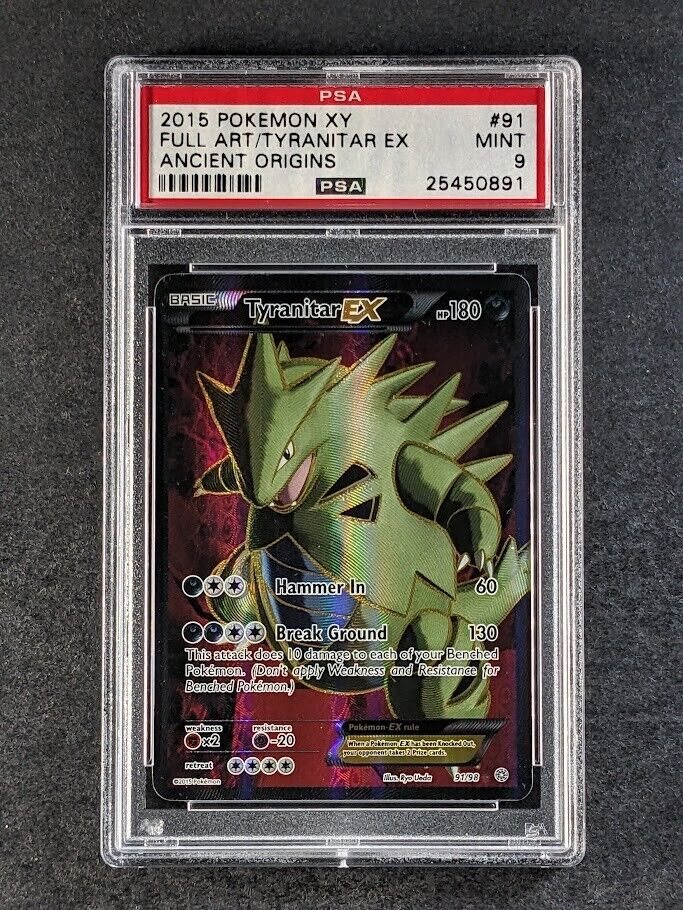 PSA
2015 POKEMON XY #91
FULL ART/TYRANITAR EX MINT
ANCIENT ORIGINS 9
PSA 25450891
BASIC Tyranitar EX HP180
Hammer In 60
Break Ground 130
This attack does 10 damage to each of your Benched
Pokémon. (Don't apply Weakness and Resistance for
Benched Pokémon.)
weakness resistance
×2 -20
retreat
Pokémon-EX rule
When a Pokémon-EX has been Knocked Out,
your opponent takes 2 Prize cards.
©2015 Pokémon Illus. Ryo Ueda 91/98